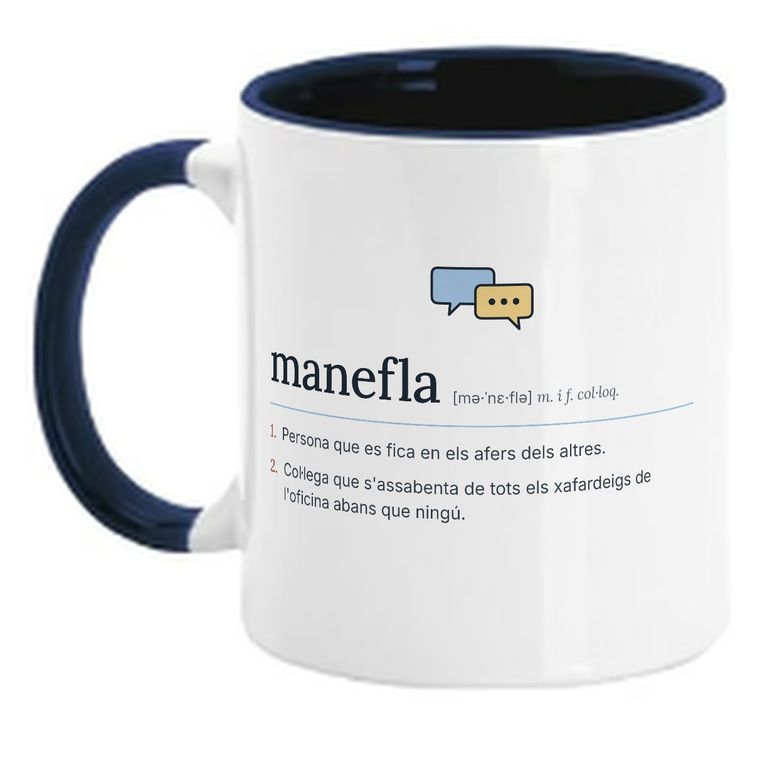 manefla [mə·ˈnɛ·flə] m. i f. col·loq.
1. Persona que es fica en els afers dels altres.
2. Col·lega que s'assabenta de tots els xafardeigs de
l'oficina abans que ningú.